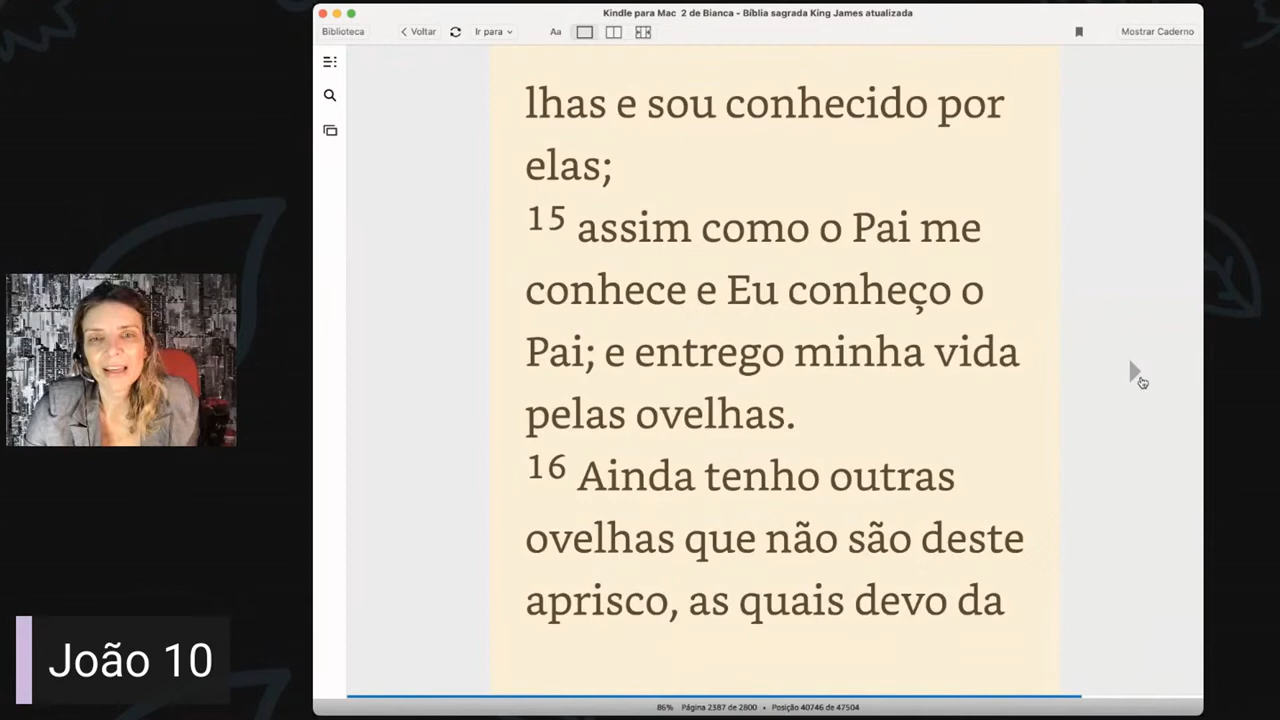 Kindle para Mac 2 de Bianca - Bíblia sagrada King James atualizada
Biblioteca
Voltar
Ir para
Aa
Mostrar Caderno
lhas e sou conhecido por
elas;
15 assim como o Pai me
conhece e Eu conheço o
Pai; e entrego minha vida
pelas ovelhas.
16 Ainda tenho outras
ovelhas que não são deste
aprisco, as quais devo da
João 10
86% Página 2387 de 2800 • Posição 40746 de 47504